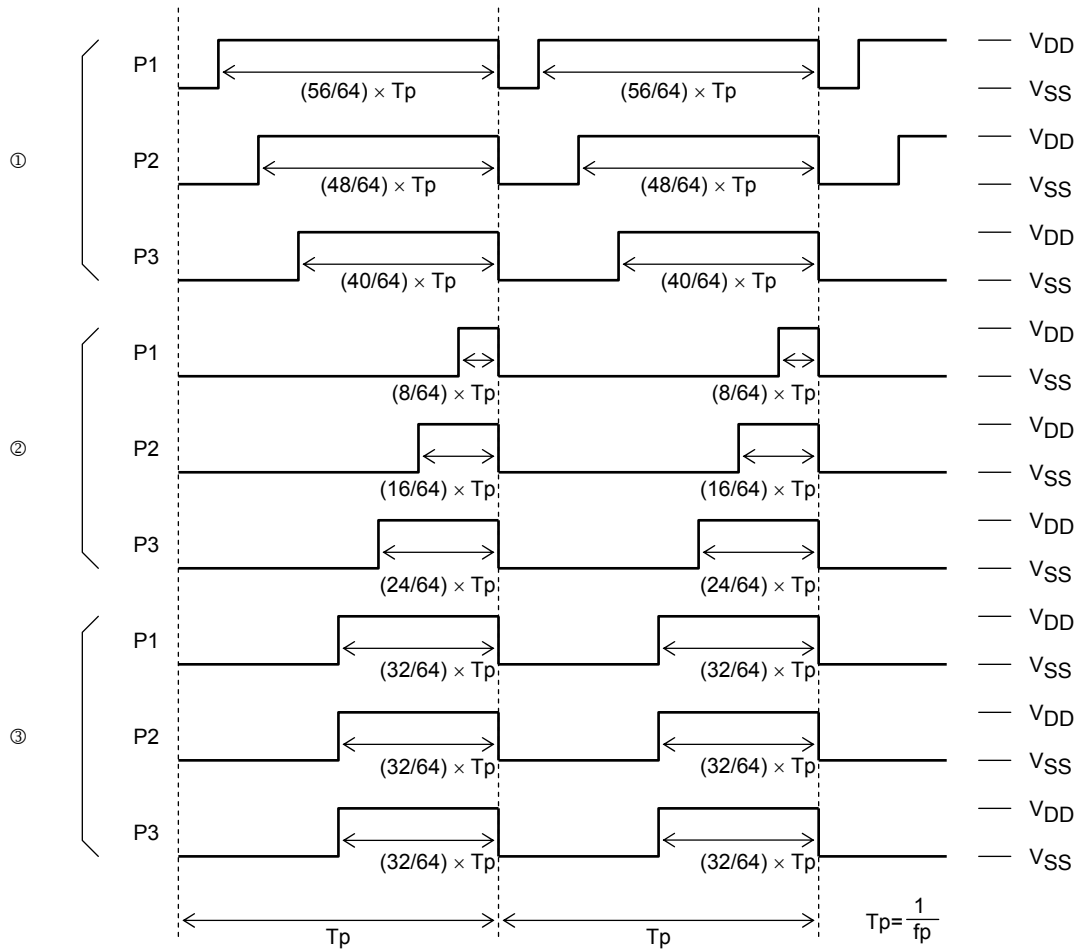 P1
(56/64) × Tp
(56/64) × Tp
VDD
VSS
①
P2
(48/64) × Tp
(48/64) × Tp
VDD
VSS
P3
(40/64) × Tp
(40/64) × Tp
VDD
VSS
P1
(8/64) × Tp
(8/64) × Tp
VDD
VSS
②
P2
(16/64) × Tp
(16/64) × Tp
VDD
VSS
P3
(24/64) × Tp
(24/64) × Tp
VDD
VSS
P1
(32/64) × Tp
(32/64) × Tp
VDD
VSS
③
P2
(32/64) × Tp
(32/64) × Tp
VDD
VSS
P3
(32/64) × Tp
(32/64) × Tp
VDD
VSS
Tp
Tp
Tp=1/fp